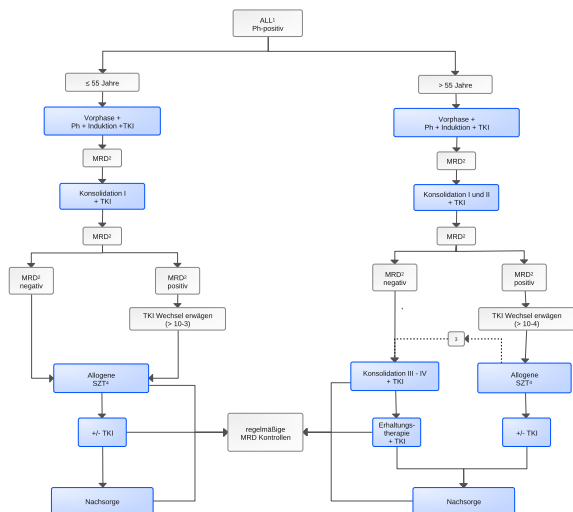 ALL¹
Ph-positiv
≤ 55 Jahre
> 55 Jahre
Vorphase +
Ph + Induktion +TKI
Vorphase +
Ph + Induktion + TKI
MRD²
MRD²
Konsolidation I
+ TKI
Konsolidation I und II
+ TKI
MRD²
MRD²
MRD²
negativ
MRD²
positiv
MRD²
negativ
MRD²
positiv
TKI Wechsel erwägen
(> 10-3)
TKI Wechsel erwägen
(> 10-4)
3
Allogene
SZT⁴
Konsolidation III - IV
+ TKI
Allogene
SZT⁴
+/- TKI
regelmäßige
MRD Kontrollen
Erhaltungs-
therapie
+ TKI
+/- TKI
Nachsorge
Nachsorge